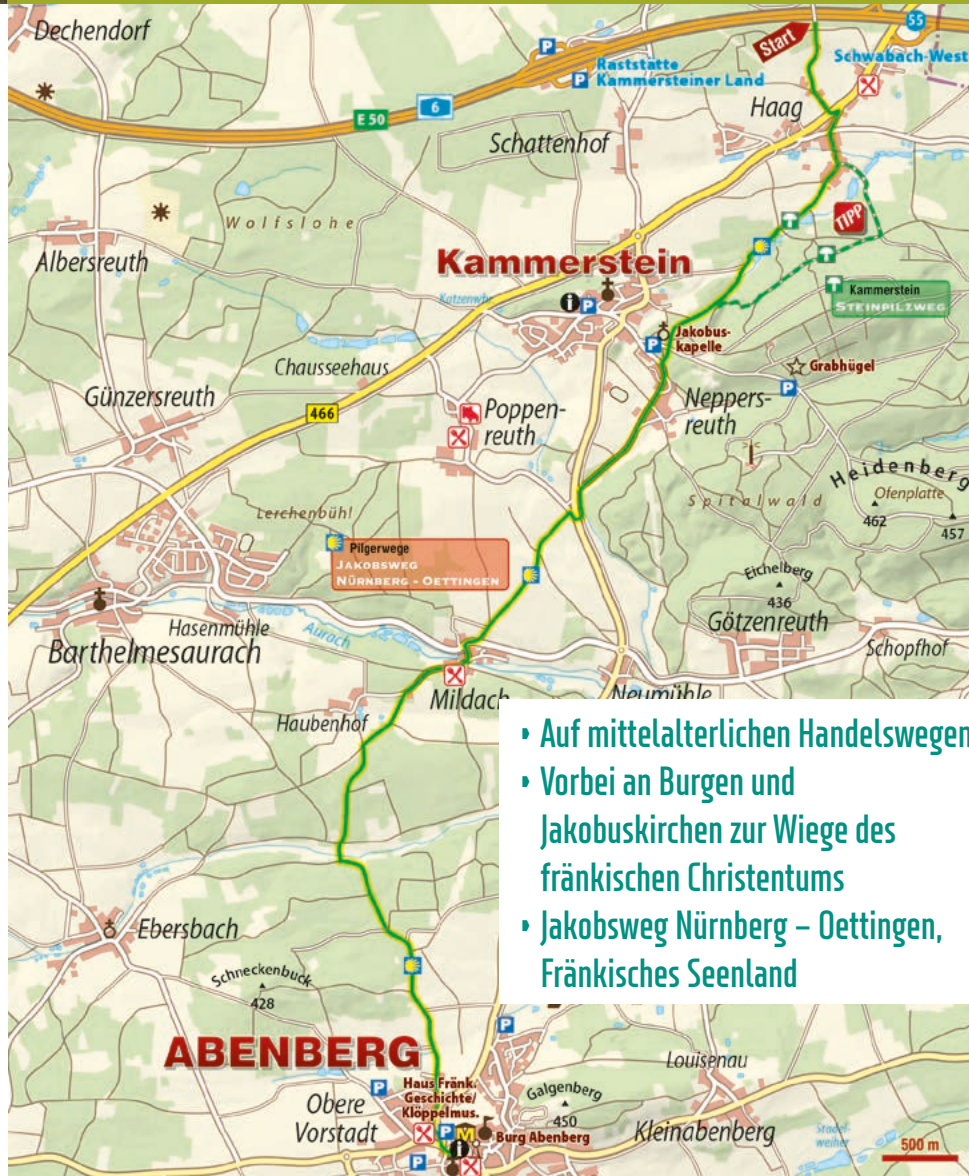 Dechendorf
55
Start
Schwabach-West
P
Raststätte
P
Kammersteiner Land
6
E 50
Haag
Schattenhof
Wolfslohe
TIPP
Albersreuth
Kammerstein
Katzenwhr.
i P
Kammerstein
STEINPILZWEG
Jakobus-
kapelle
P
Grabhügel
P
Chausseehaus
Günzersreuth
466
Poppen-
reuth
Neppers-
reuth
Heidenberg
Ofenplatte
462
457
Spitalwald
Lerchenbühl
Pilgerwege
JAKOBSWEG
NÜRNBERG - OETTINGEN
Eichelberg
436
Götzenreuth
Hasenmühle
Aurach
Barthelmesaurach
Schopfhof
Mildach
Neumühle
Haubenhof
• Auf mittelalterlichen Handelswegen
• Vorbei an Burgen und
Jakobuskirchen zur Wiege des
fränkischen Christentums
• Jakobsweg Nürnberg – Oettingen,
Fränkisches Seenland
Ebersbach
Schneckenbuck
428
P
ABENBERG
Louisenau
P
Haus Fränk.
Geschichte/
Klöppelmus.
Galgenberg
450
Obere
Vorstadt
P M
i
Burg Abenberg
Kleinabenberg
Stadel-
weiher
P
500 m